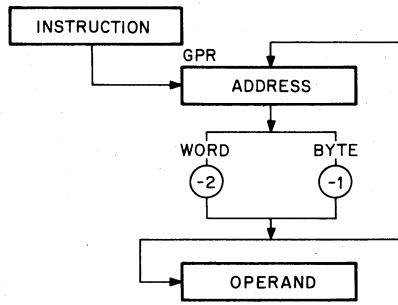 INSTRUCTION
GPR
ADDRESS
WORD BYTE
-2 -1
OPERAND